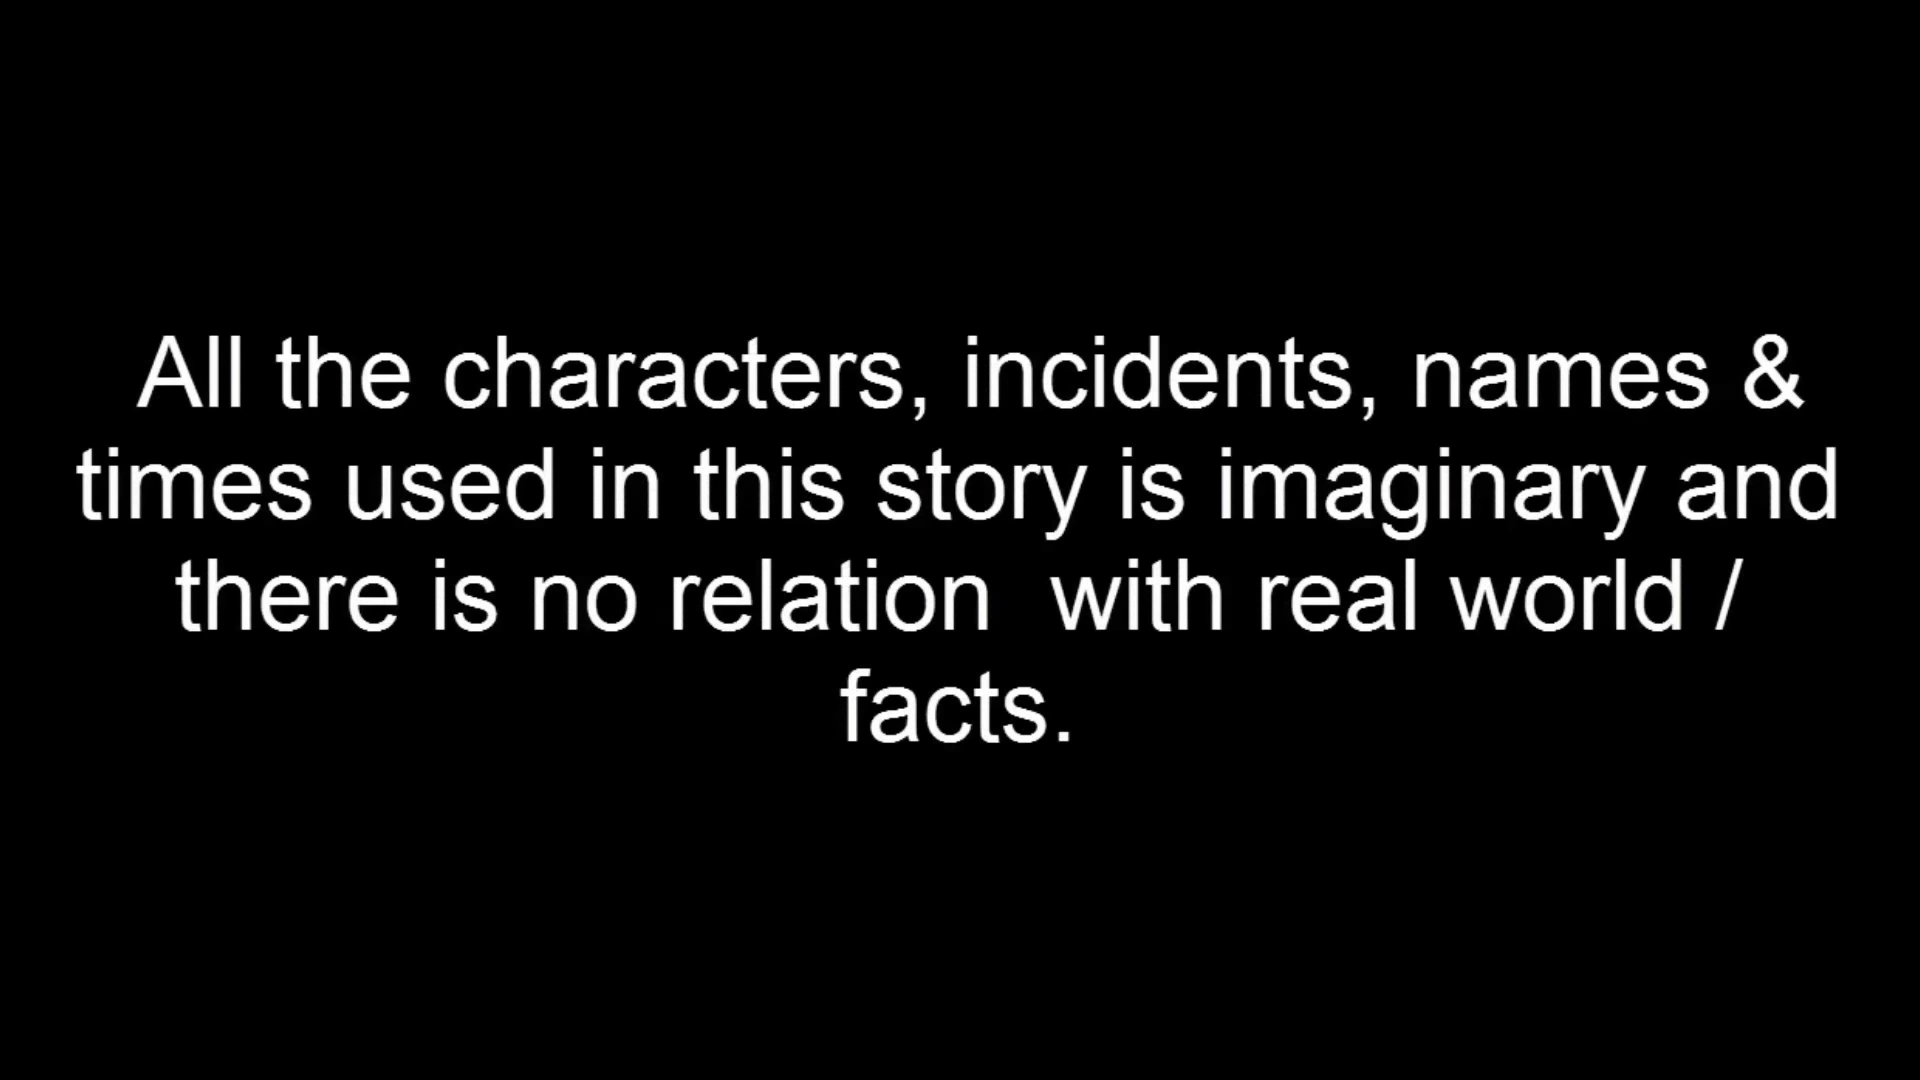 All the characters, incidents, names &
times used in this story is imaginary and
there is no relation  with real world /
facts.